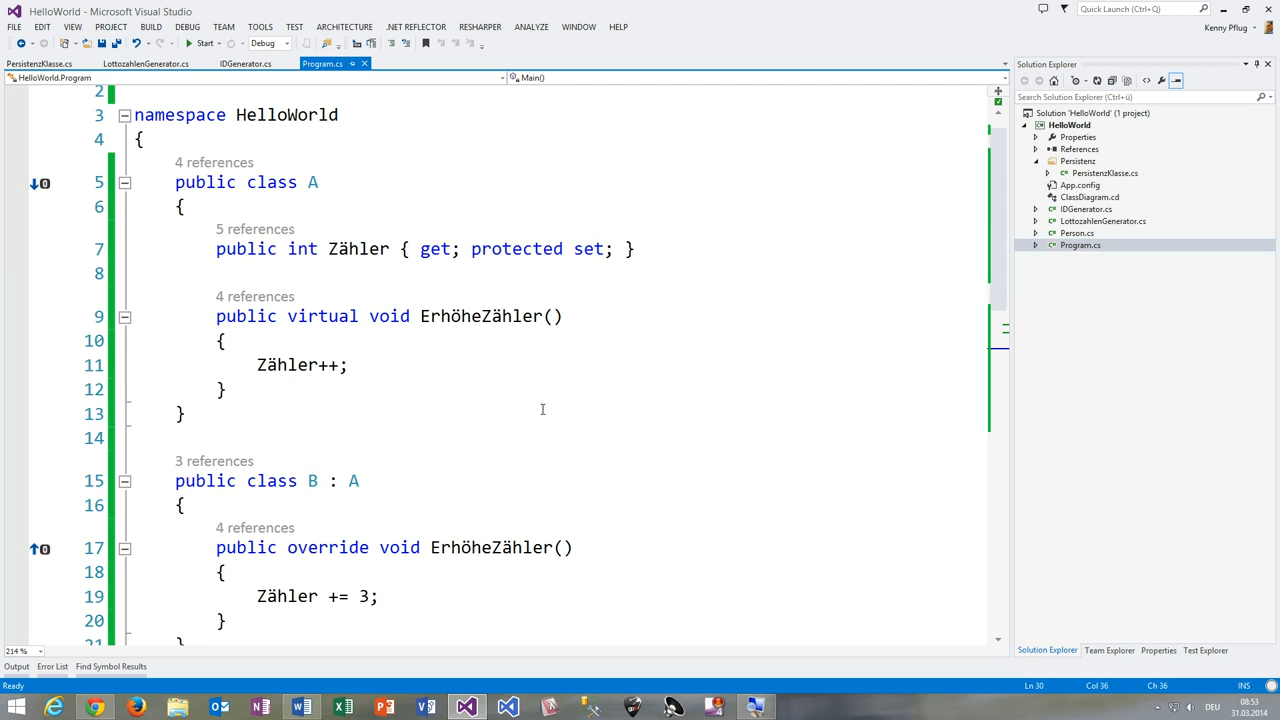 HelloWorld - Microsoft Visual Studio
Quick Launch (Ctrl+Q)
FILE EDIT VIEW PROJECT BUILD DEBUG TEAM TOOLS TEST ARCHITECTURE .NET REFLECTOR RESHARPER ANALYZE WINDOW HELP
Kenny Pflug
Start Debug
PersistenzKlasse.cs LottozahlenGenerator.cs IDGenerator.cs Program.cs
HelloWorld.Program Main()
2
3 namespace HelloWorld
4 {
4 references
5 public class A
6 {
5 references
7 public int Zähler { get; protected set; }
8
4 references
9 public virtual void ErhöheZähler()
10 {
11 Zähler++;
12 }
13 }
14
3 references
15 public class B : A
16 {
4 references
17 public override void ErhöheZähler()
18 {
19 Zähler += 3;
20 }
21 }
214 %
Solution Explorer
Search Solution Explorer (Ctrl+ü)
Solution 'HelloWorld' (1 project)
HelloWorld
Properties
References
Persistenz
PersistenzKlasse.cs
App.config
ClassDiagram.cd
IDGenerator.cs
LottozahlenGenerator.cs
Person.cs
Program.cs
Solution Explorer Team Explorer Properties Test Explorer
Output Error List Find Symbol Results
Ready Ln 30 Col 36 Ch 36 INS
DEU 08:53
31.03.2014